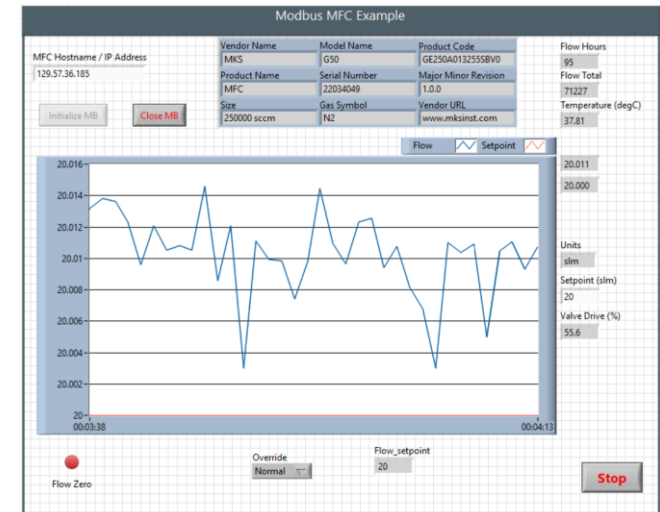 Modbus MFC Example
MFC Hostname / IP Address
129.57.36.185
Initialize MB
Close MB
Vendor Name Model Name Product Code
MKS G50 GE250A013255SBV0
Product Name Serial Number Major Minor Revision
MFC 22034049 1.0.0
Size Gas Symbol Vendor URL
250000 sccm N2 www.mksinst.com
Flow Hours
95
Flow Total
71227
Temperature (degC)
37.81
Flow Setpoint
20.011
20.000
20.016
20.014
20.012
20.01
20.008
20.006
20.004
20.002
20
00:03:38 00:04:13
Units
slm
Setpoint (slm)
20
Valve Drive (%)
55.6
Flow Zero
Override
Normal
Flow_setpoint
20
Stop